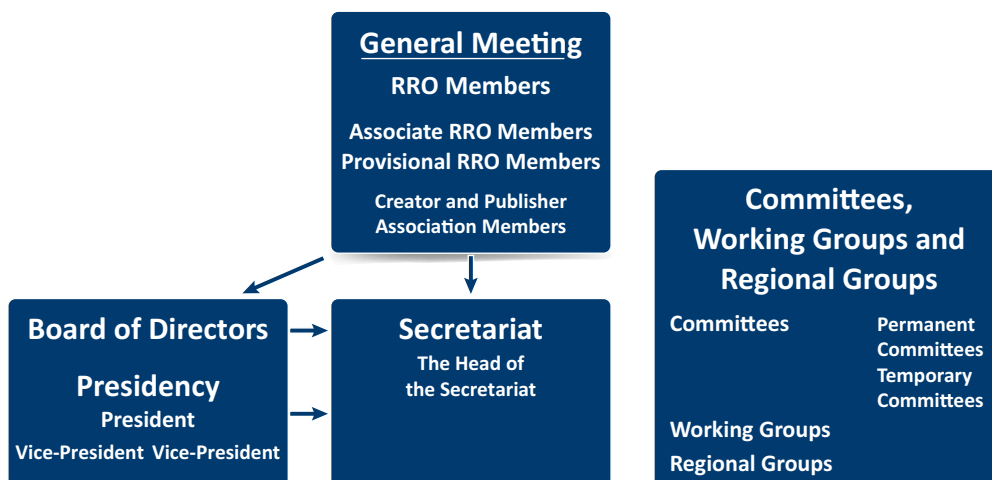 General Meeting
RRO Members
Associate RRO Members
Provisional RRO Members
Creator and Publisher
Association Members
Board of Directors
Presidency
President
Vice-President Vice-President
Secretariat
The Head of
the Secretariat
Committees,
Working Groups and
Regional Groups
Committees
Permanent
Committees
Temporary
Committees
Working Groups
Regional Groups